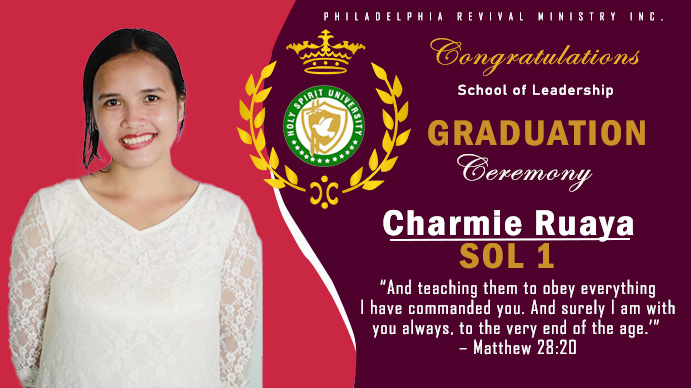 PHILADELPHIA REVIVAL MINISTRY INC.
Congratulations
School of Leadership
GRADUATION
Ceremony
HOLY SPIRIT UNIVERSITY
Charmie Ruaya
SOL 1
“And teaching them to obey everything
I have commanded you. And surely I am with
you always, to the very end of the age.’”
– Matthew 28:20